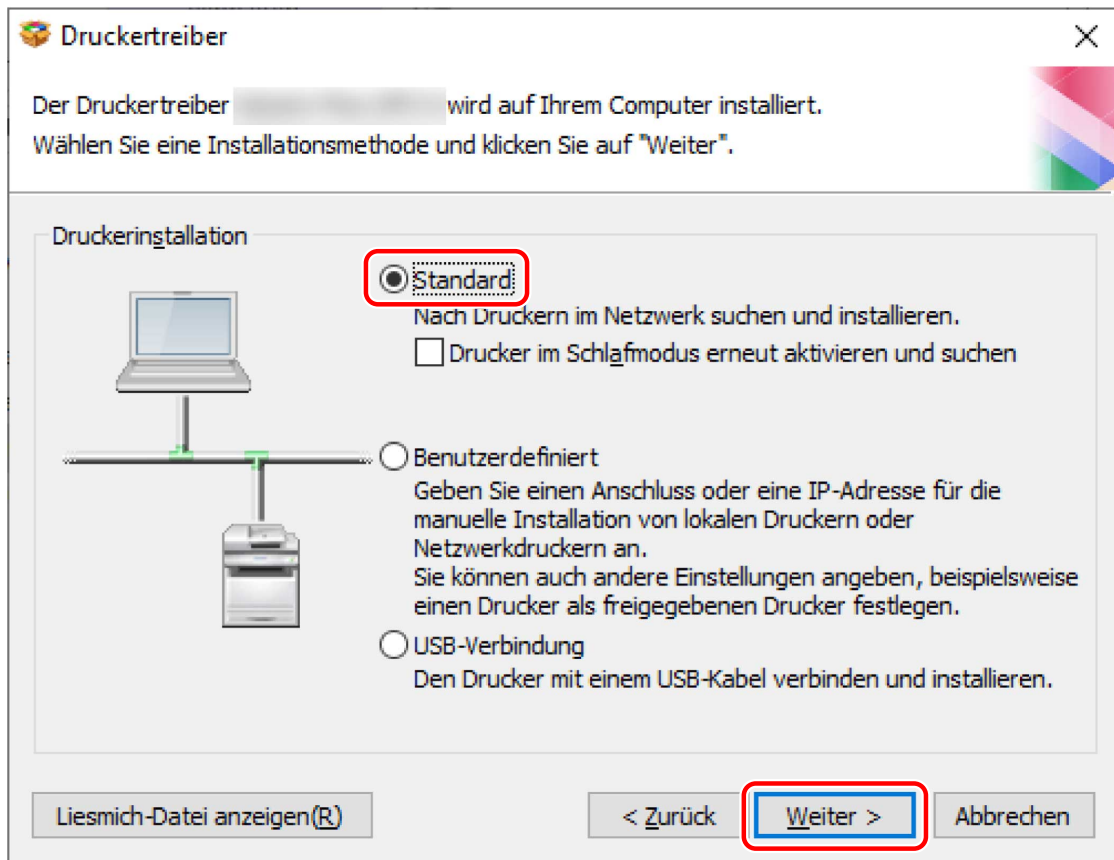 Druckertreiber
Der Druckertreiber wird auf Ihrem Computer installiert.
Wählen Sie eine Installationsmethode und klicken Sie auf "Weiter".
Druckerinstallation
Standard
Nach Druckern im Netzwerk suchen und installieren.
Drucker im Schlafmodus erneut aktivieren und suchen
Benutzerdefiniert
Geben Sie einen Anschluss oder eine IP-Adresse für die
manuelle Installation von lokalen Druckern oder
Netzwerkdruckern an.
Sie können auch andere Einstellungen angeben, beispielsweise
einen Drucker als freigegebenen Drucker festlegen.
USB-Verbindung
Den Drucker mit einem USB-Kabel verbinden und installieren.
Liesmich-Datei anzeigen(R)
< Zurück
Weiter >
Abbrechen